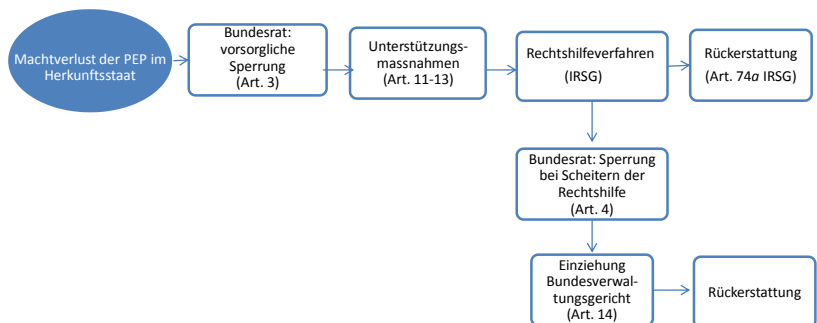 Machtverlust der PEP im
Herkunftsstaat
Bundesrat:
vorsorgliche
Sperrung
(Art. 3)
Unterstützungs-
massnahmen
(Art. 11-13)
Rechtshilfeverfahren
(IRSG)
Rückerstattung
(Art. 74a IRSG)
Bundesrat: Sperrung
bei Scheitern der
Rechtshilfe
(Art. 4)
Einziehung
Bundesverwal-
tungsgericht
(Art. 14)
Rückerstattung